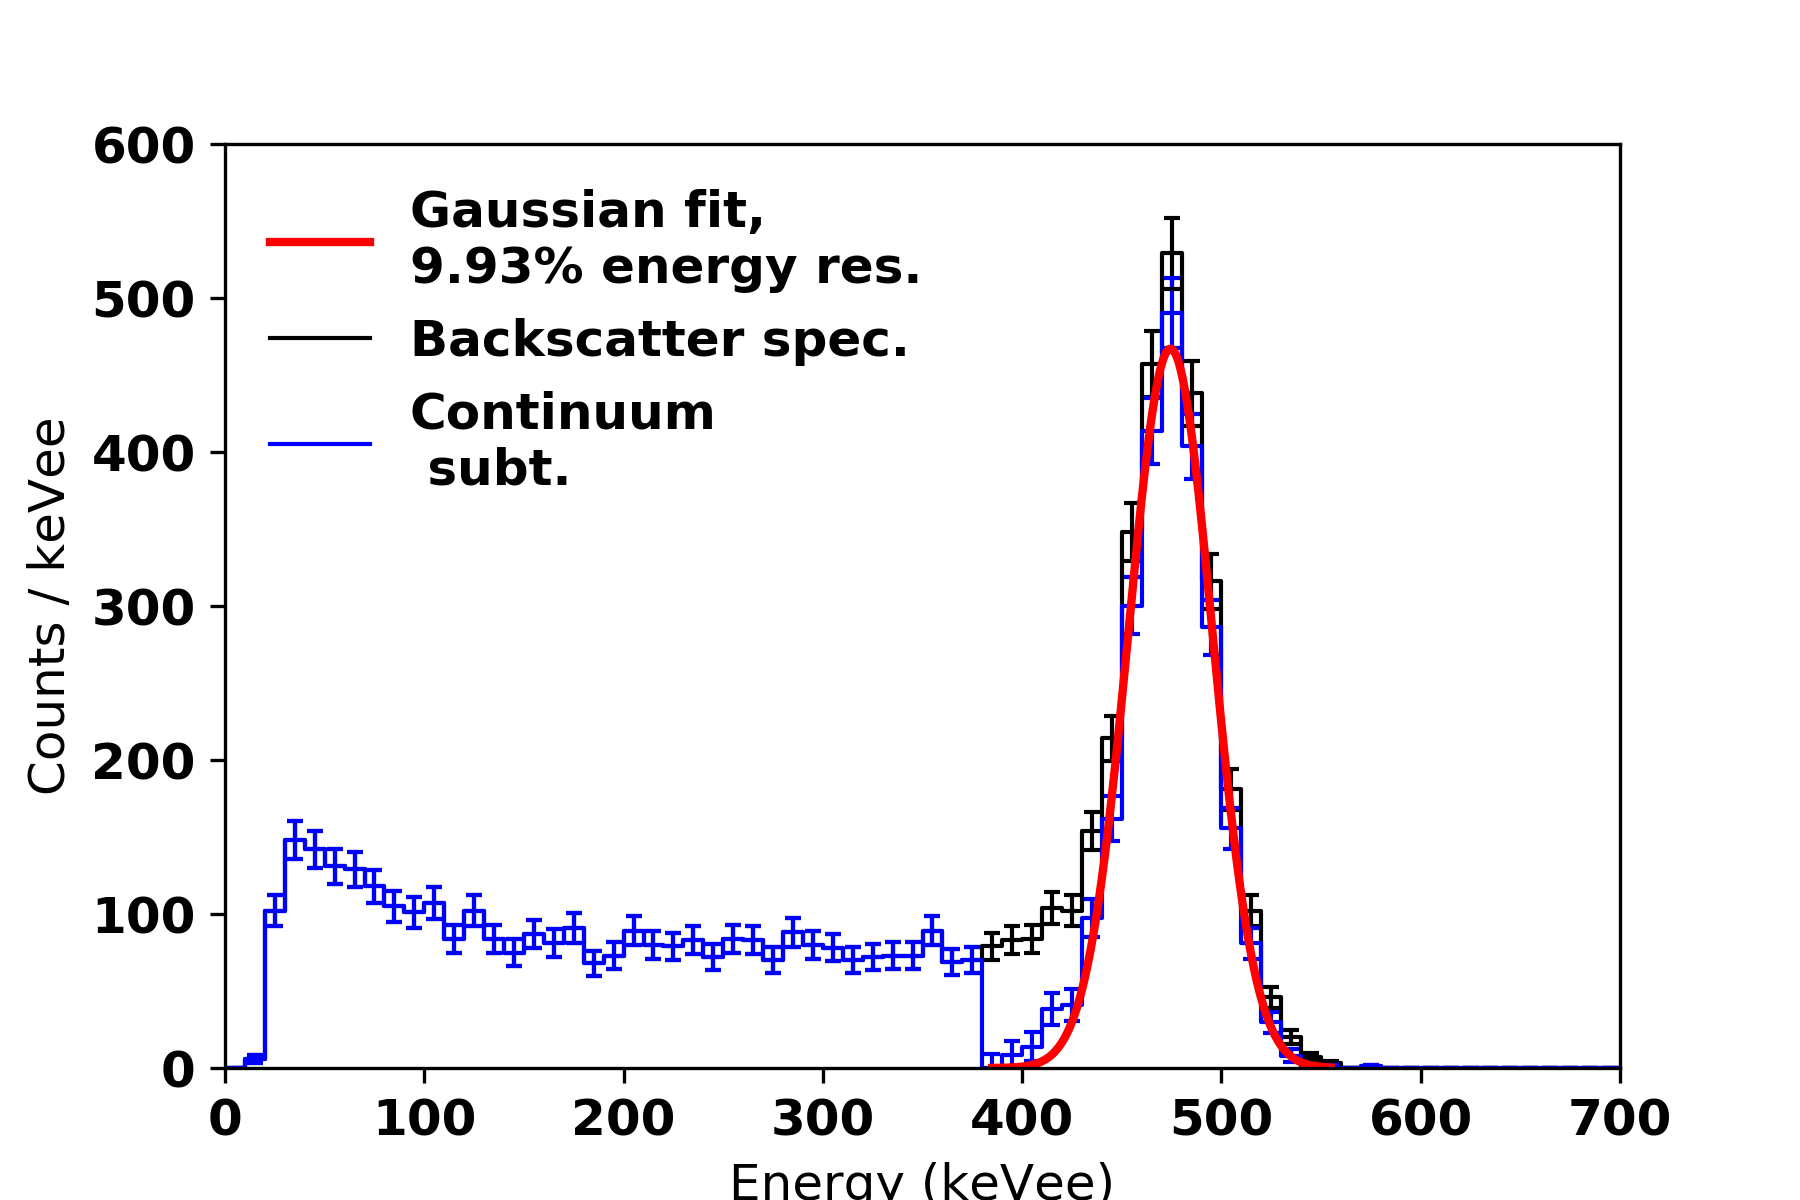 Gaussian fit,
9.93% energy res.
Backscatter spec.
Continuum
subt.
Counts / keVee
600
500
400
300
200
100
0
0 100 200 300 400 500 600 700
Energy (keVee)